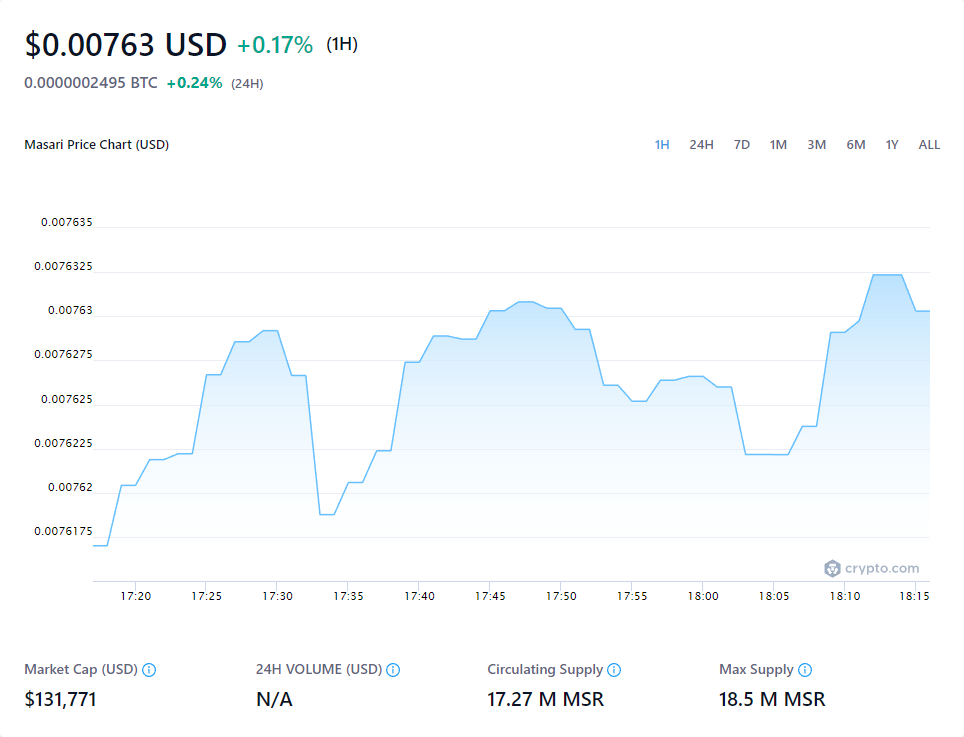 $0.00763 USD +0.17% (1H)
0.0000002495 BTC +0.24% (24H)
Masari Price Chart (USD) 1H 24H 7D 1M 3M 6M 1Y ALL
0.007635
0.0076325
0.00763
0.0076275
0.007625
0.0076225
0.00762
0.0076175
crypto.com
17:20 17:25 17:30 17:35 17:40 17:45 17:50 17:55 18:00 18:05 18:10 18:15
Market Cap (USD) 24H VOLUME (USD) Circulating Supply Max Supply
$131,771 N/A 17.27 M MSR 18.5 M MSR